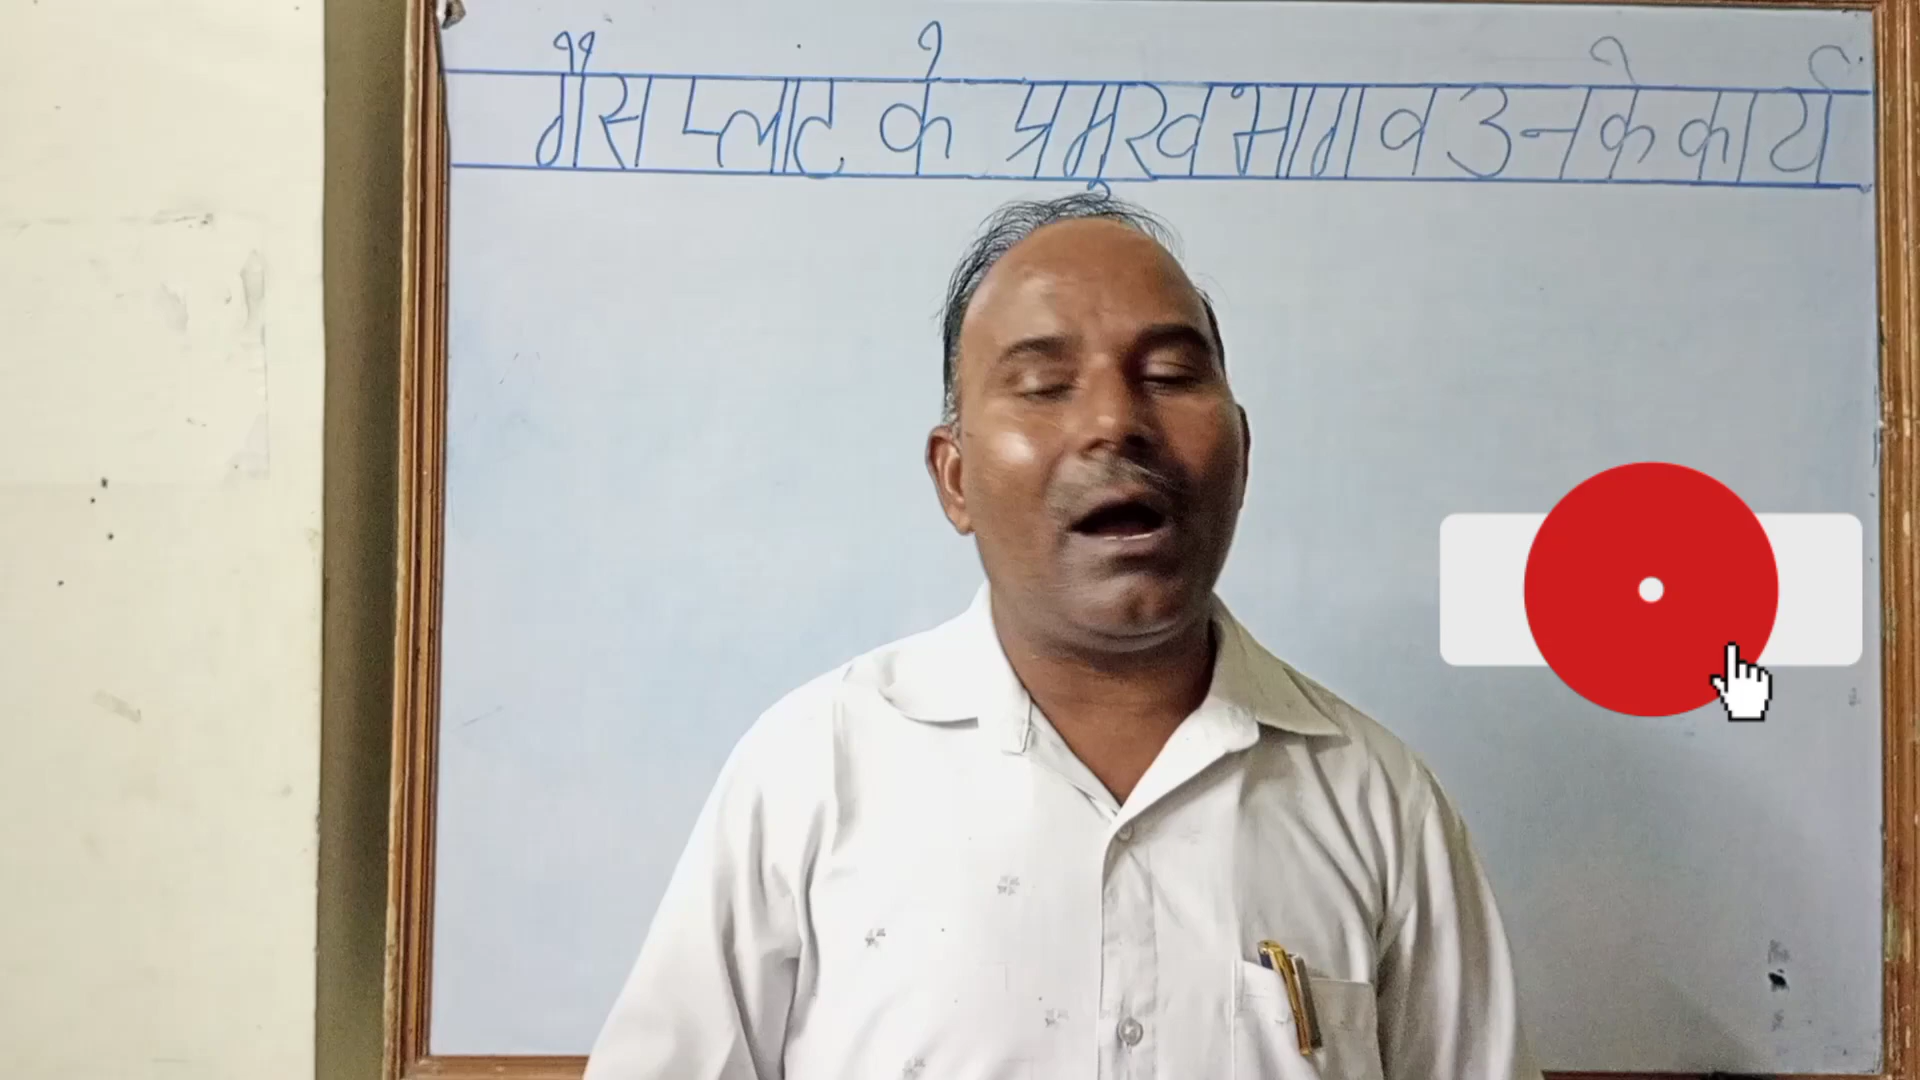 गैस प्लाट के प्रमुख भाग व उनके कार्य